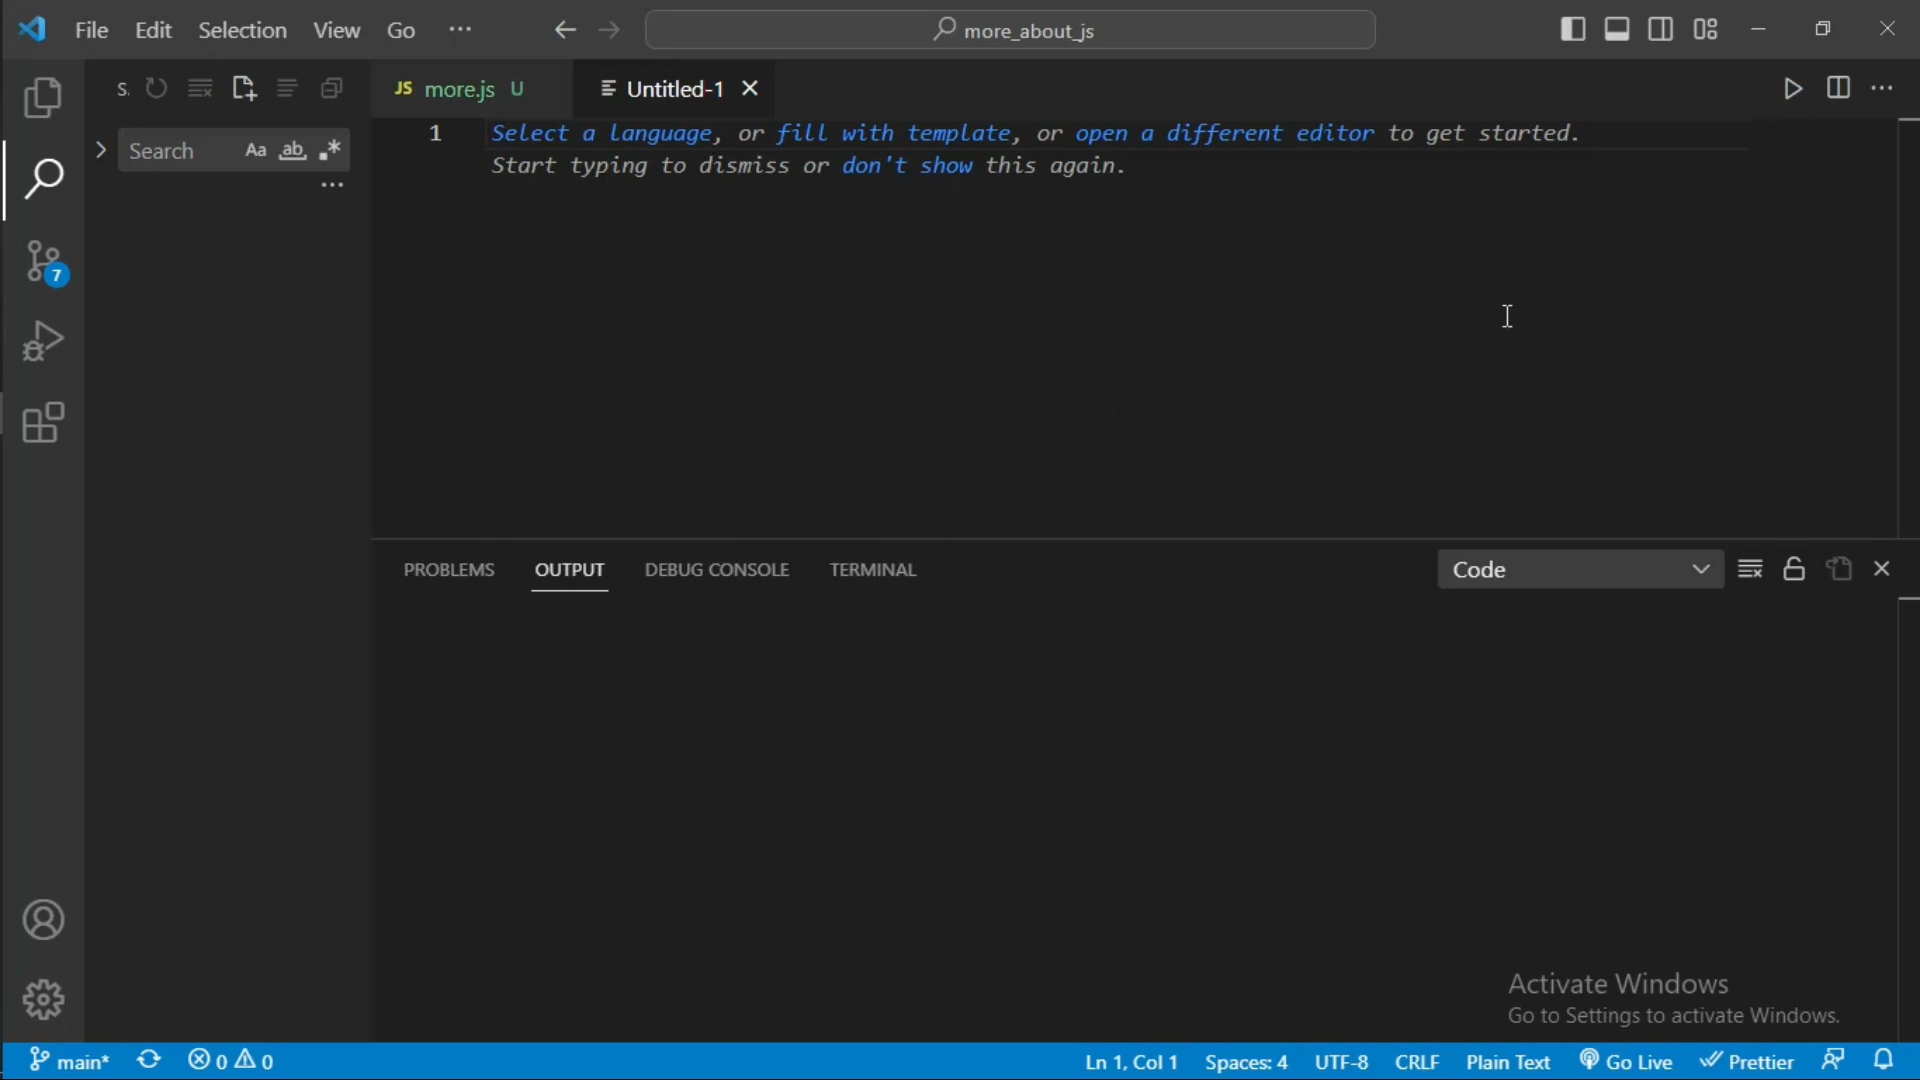 File Edit Selection View Go ··· more_about_js
S.
JS more.js U Untitled-1
Search Aa ab
1 Select a language, or fill with template, or open a different editor to get started.
Start typing to dismiss or don't show this again.
7
PROBLEMS OUTPUT DEBUG CONSOLE TERMINAL Code
Activate Windows
Go to Settings to activate Windows.
main* 0 0 Ln 1, Col 1 Spaces: 4 UTF-8 CRLF Plain Text Go Live Prettier